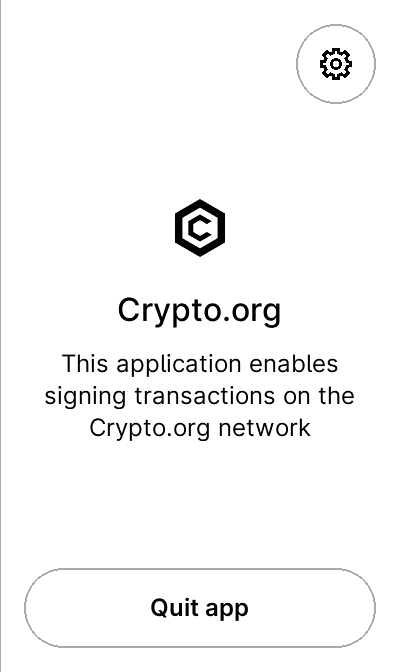 Crypto.org
This application enables
signing transactions on the
Crypto.org network
Quit app